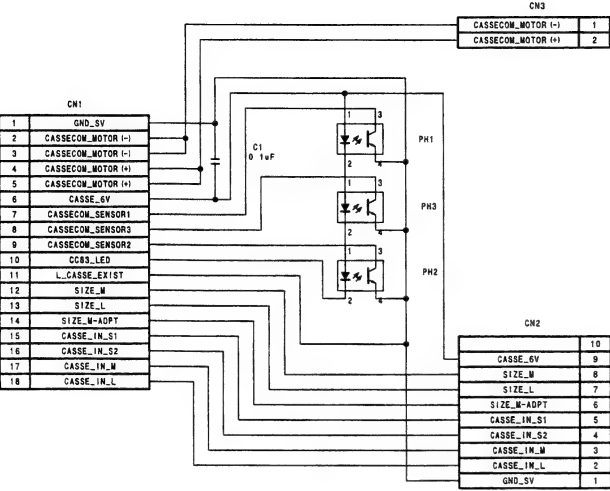 CN3
CASSECOM_MOTOR (-) 1
CASSECOM_MOTOR (+) 2
CN1
1 GND_SV
2 CASSECOM_MOTOR (-)
3 CASSECOM_MOTOR (-)
4 CASSECOM_MOTOR (+)
5 CASSECOM_MOTOR (+)
6 CASSE_6V
7 CASSECOM_SENSOR1
8 CASSECOM_SENSOR3
9 CASSECOM_SENSOR2
10 CC83_LED
11 L_CASSE_EXIST
12 SIZE_M
13 SIZE_L
14 SIZE_M-ADPT
15 CASSE_IN_S1
16 CASSE_IN_S2
17 CASSE_IN_M
18 CASSE_IN_L
C1
0 1uF
1 3
PH1
2 4
1 3
PH3
2 4
1 3
PH2
2 4
CN2
10
CASSE_6V 9
SIZE_M 8
SIZE_L 7
SIZE_M-ADPT 6
CASSE_IN_S1 5
CASSE_IN_S2 4
CASSE_IN_M 3
CASSE_IN_L 2
GND_SV 1